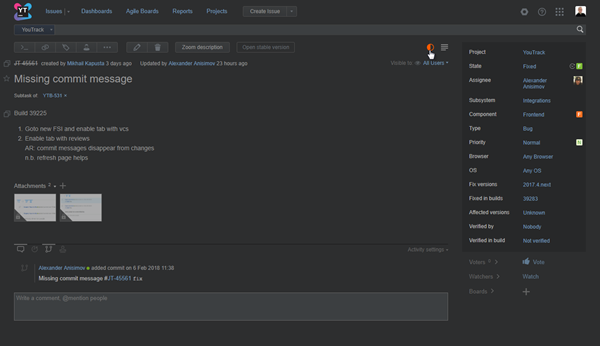 YT
Issues
Dashboards
Agile Boards
Reports
Projects
Create Issue
YouTrack
Zoom description
Open stable version
JT-45561 created by Mikhail Kapusta 3 days ago Updated by Alexander Anisimov 23 hours ago
Visible to All Users
Missing commit message
Subtask of: YTB-531
Build 39225
1. Goto new FSI and enable tab with vcs
2. Enable tab with reviews
AR: commit messages disappear from changes
n.b. refresh page helps
Attachments 2
Activity settings
Alexander Anisimov added commit on 6 Feb 2018 11:38
Missing commit message #JT-45561 fix
Write a comment, @mention people
Project YouTrack
State Fixed F
Assignee Alexander Anisimov
Subsystem Integrations
Component Frontend F
Type Bug
Priority Normal N
Browser Any Browser
OS Any OS
Fix versions 2017.4 next
Fixed in builds 39283
Affected versions Unknown
Verified by Nobody
Verified in build Not verified
Voters Vote
Watchers Watch
Boards